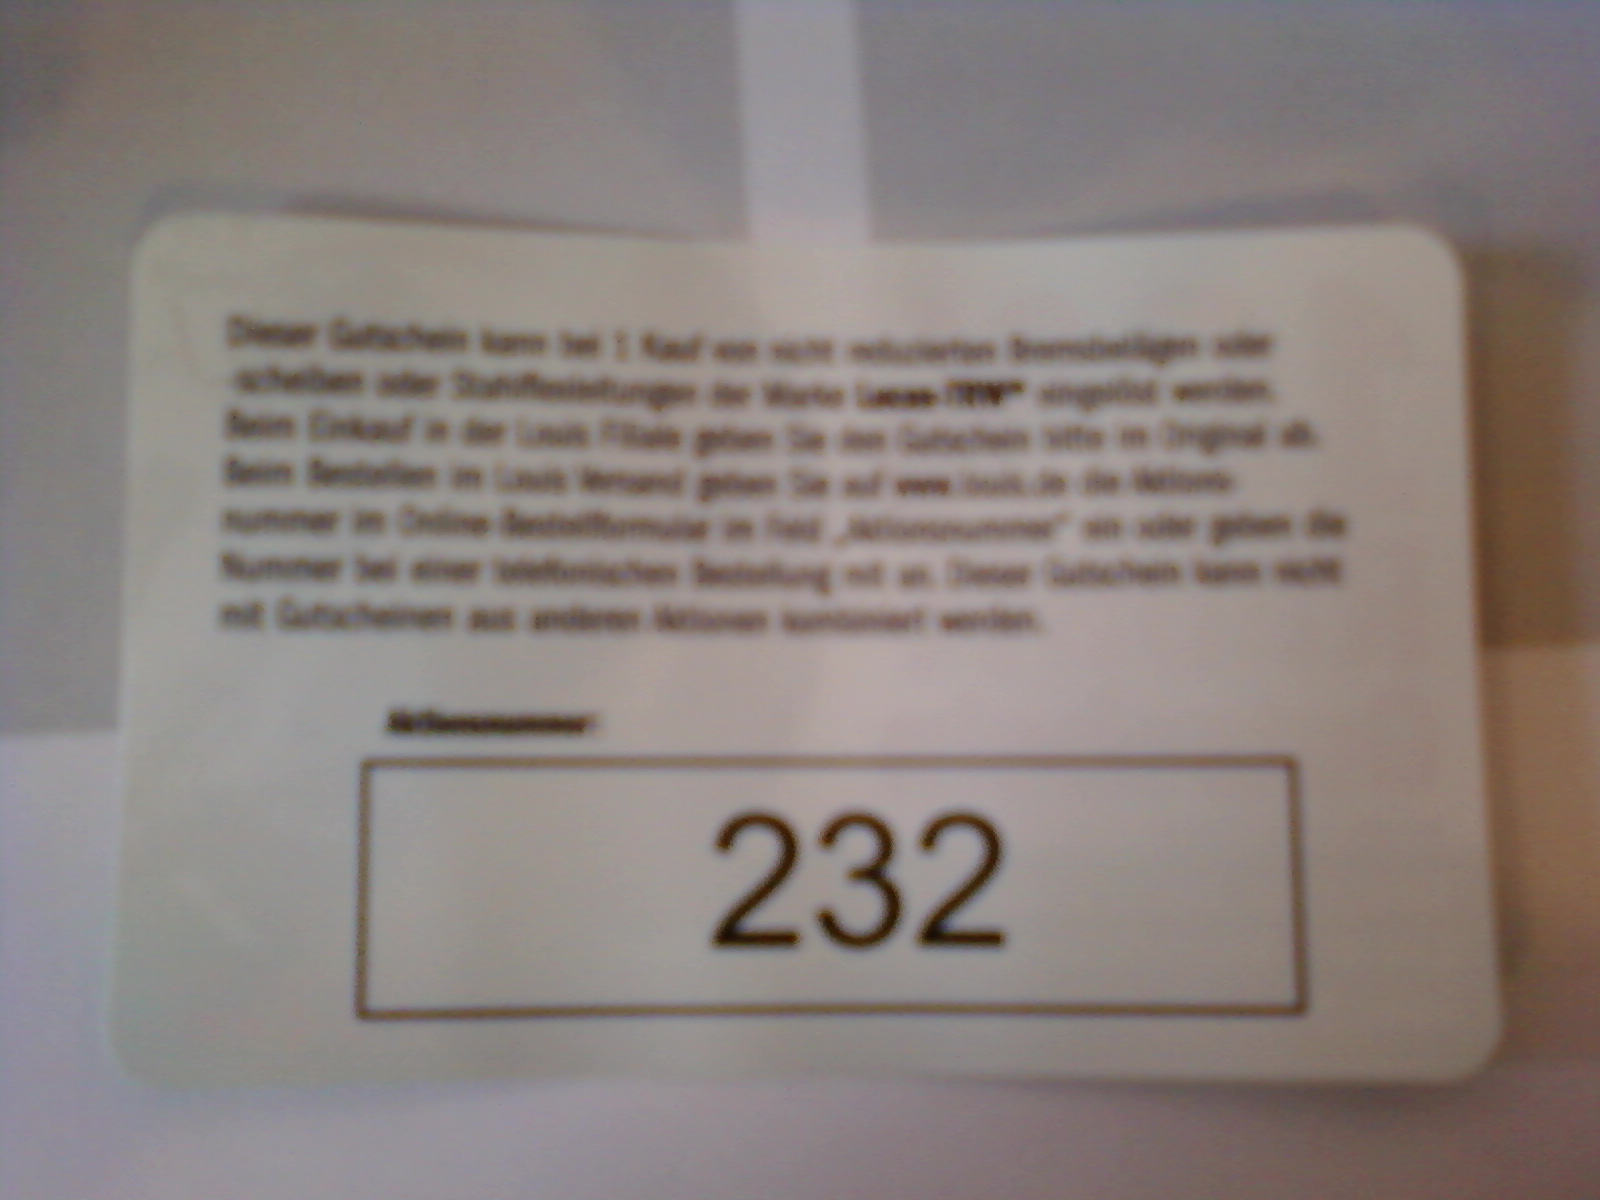 Dieser Gutschein kann bei 1 Kauf von nicht reduzierten Bremsbelägen oder
-scheiben oder Stahlflexleitungen der Marke Lucas-TRW™ eingelöst werden.
Beim Einkauf in der Louis Filiale geben Sie den Gutschein bitte im Original ab.
Beim Bestellen im Louis Versand geben Sie auf www.louis.de die Aktions-
nummer im Online-Bestellformular im Feld „Aktionsnummer“ ein oder geben die
Nummer bei einer telefonischen Bestellung mit an. Dieser Gutschein kann nicht
mit Gutscheinen aus anderen Aktionen kombiniert werden.
Aktionsnummer:
232